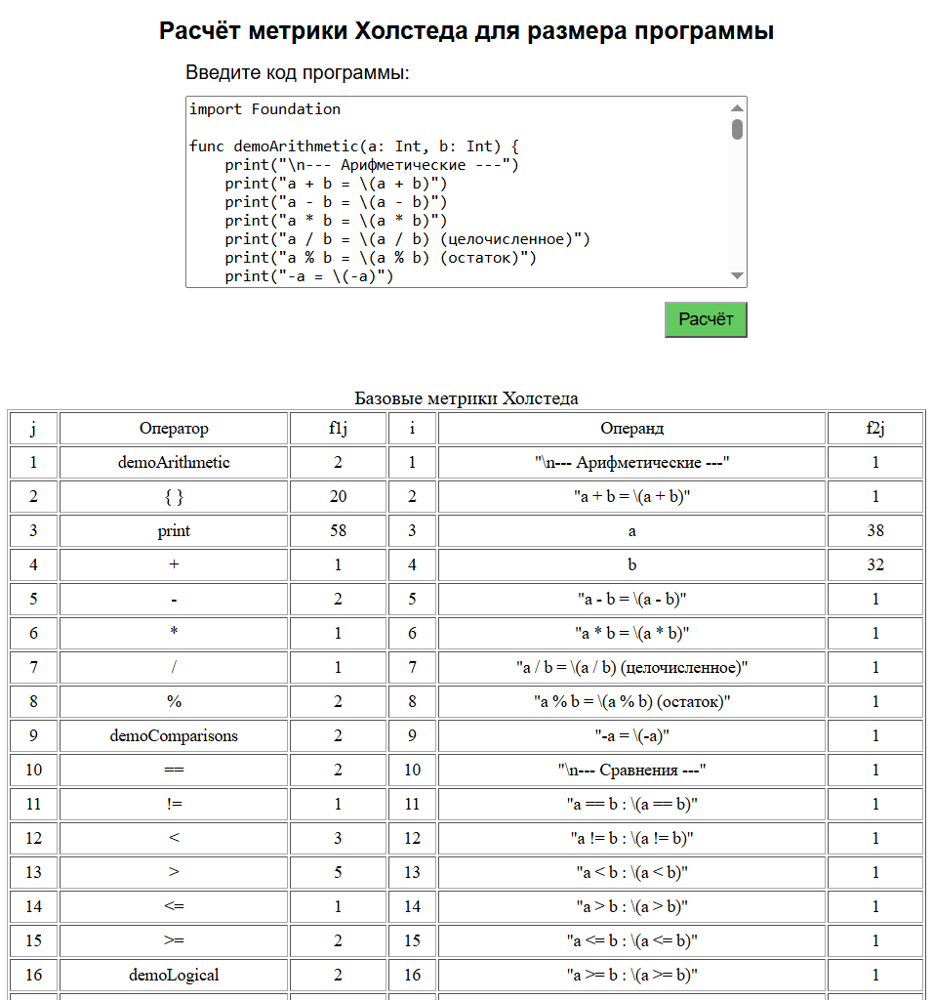 Расчёт метрики Холстеда для размера программы
Введите код программы:
import Foundation
func demoArithmetic(a: Int, b: Int) {
print("\n--- Арифметические ---")
print("a + b = \(a + b)")
print("a - b = \(a - b)")
print("a * b = \(a * b)")
print("a / b = \(a / b) (целочисленное)")
print("a % b = \(a % b) (остаток)")
print("-a = \(-a)")
Расчёт
Базовые метрики Холстеда
j Оператор f1j i Операнд f2j
1 demoArithmetic 2 1 "\n--- Арифметические ---" 1
2 { } 20 2 "a + b = \(a + b)" 1
3 print 58 3 a 38
4 + 1 4 b 32
5 - 2 5 "a - b = \(a - b)" 1
6 * 1 6 "a * b = \(a * b)" 1
7 / 1 7 "a / b = \(a / b) (целочисленное)" 1
8 % 2 8 "a % b = \(a % b) (остаток)" 1
9 demoComparisons 2 9 "-a = \(-a)" 1
10 == 2 10 "\n--- Сравнения ---" 1
11 != 1 11 "a == b : \(a == b)" 1
12 < 3 12 "a != b : \(a != b)" 1
13 > 5 13 "a < b : \(a < b)" 1
14 <= 1 14 "a > b : \(a > b)" 1
15 >= 2 15 "a <= b : \(a <= b)" 1
16 demoLogical 2 16 "a >= b : \(a >= b)" 1